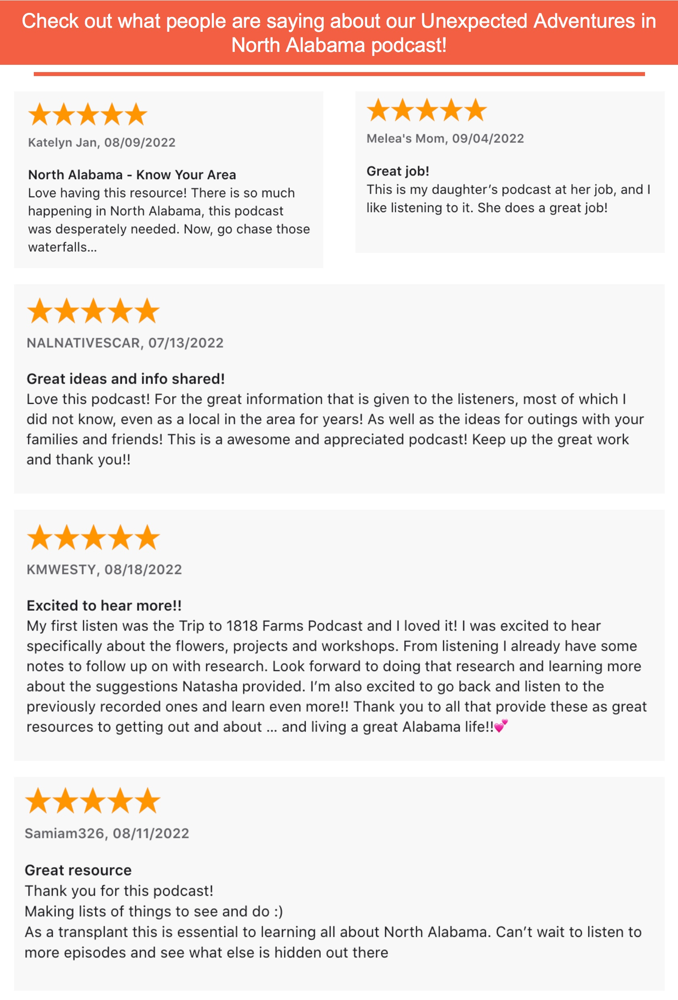 Check out what people are saying about our Unexpected Adventures in
North Alabama podcast!
Katelyn Jan, 08/09/2022
North Alabama - Know Your Area
Love having this resource! There is so much
happening in North Alabama, this podcast
was desperately needed. Now, go chase those
waterfalls...
Melea's Mom, 09/04/2022
Great job!
This is my daughter’s podcast at her job, and I
like listening to it. She does a great job!
NALNATIVESCAR, 07/13/2022
Great ideas and info shared!
Love this podcast! For the great information that is given to the listeners, most of which I
did not know, even as a local in the area for years! As well as the ideas for outings with your
families and friends! This is a awesome and appreciated podcast! Keep up the great work
and thank you!!
KMWESTY, 08/18/2022
Excited to hear more!!
My first listen was the Trip to 1818 Farms Podcast and I loved it! I was excited to hear
specifically about the flowers, projects and workshops. From listening I already have some
notes to follow up on with research. Look forward to doing that research and learning more
about the suggestions Natasha provided. I’m also excited to go back and listen to the
previously recorded ones and learn even more!! Thank you to all that provide these as great
resources to getting out and about ... and living a great Alabama life!!💕
Samiam326, 08/11/2022
Great resource
Thank you for this podcast!
Making lists of things to see and do :)
As a transplant this is essential to learning all about North Alabama. Can’t wait to listen to
more episodes and see what else is hidden out there